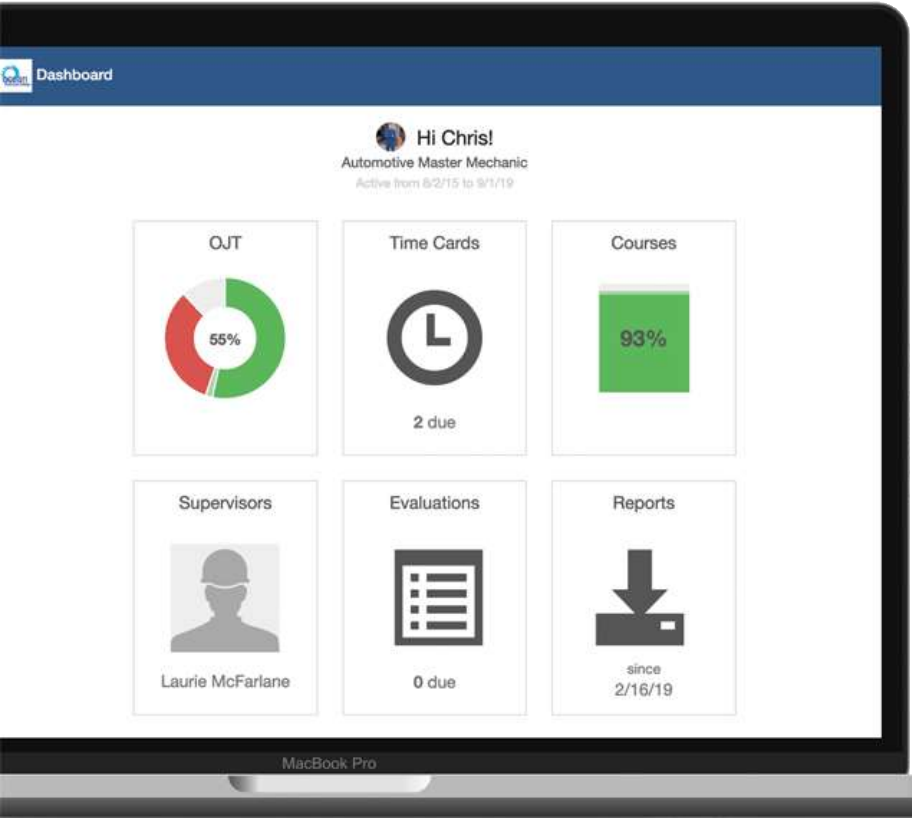 Dashboard
Hi Chris!
Automotive Master Mechanic
Active from 8/2/15 to 9/1/19
OJT
Time Cards
Courses
55%
93%
2 due
Supervisors
Evaluations
Reports
Laurie McFarlane
0 due
since
2/16/19
MacBook Pro